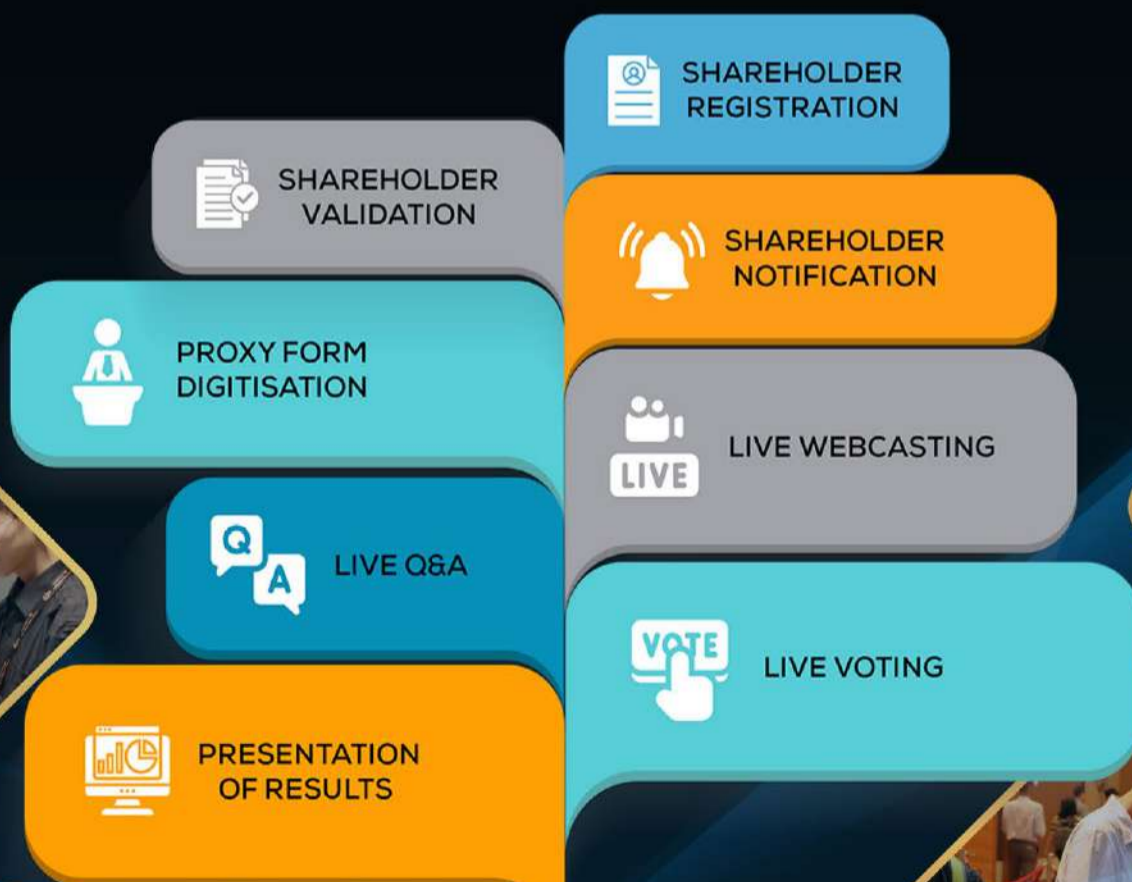 SHAREHOLDER
REGISTRATION
SHAREHOLDER
VALIDATION
SHAREHOLDER
NOTIFICATION
PROXY FORM
DIGITISATION
LIVE
LIVE WEBCASTING
Q
A
LIVE Q&A
VOTE
LIVE VOTING
PRESENTATION
OF RESULTS